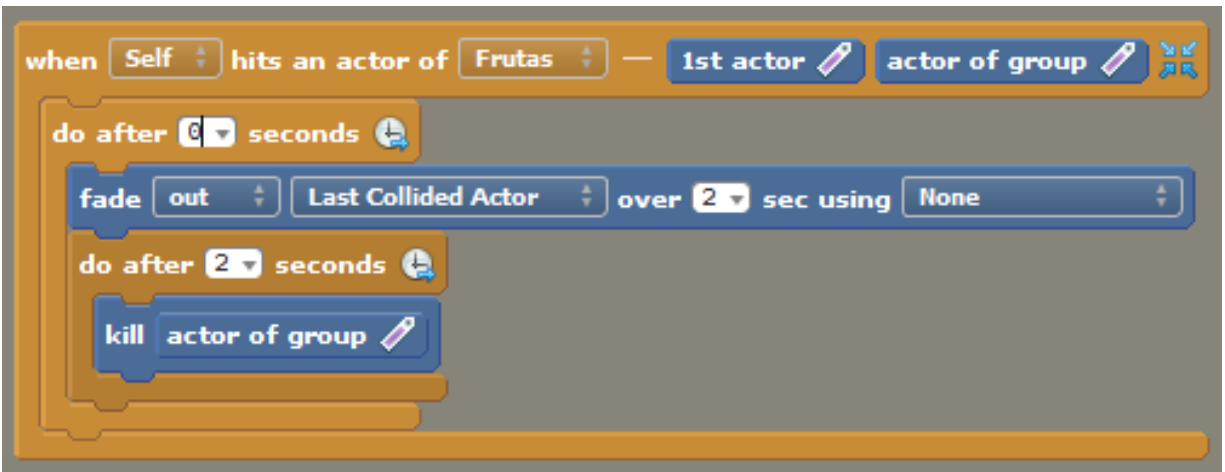 when Self hits an actor of Frutas — 1st actor actor of group
do after 0 seconds
fade out Last Collided Actor over 2 sec using None
do after 2 seconds
kill actor of group